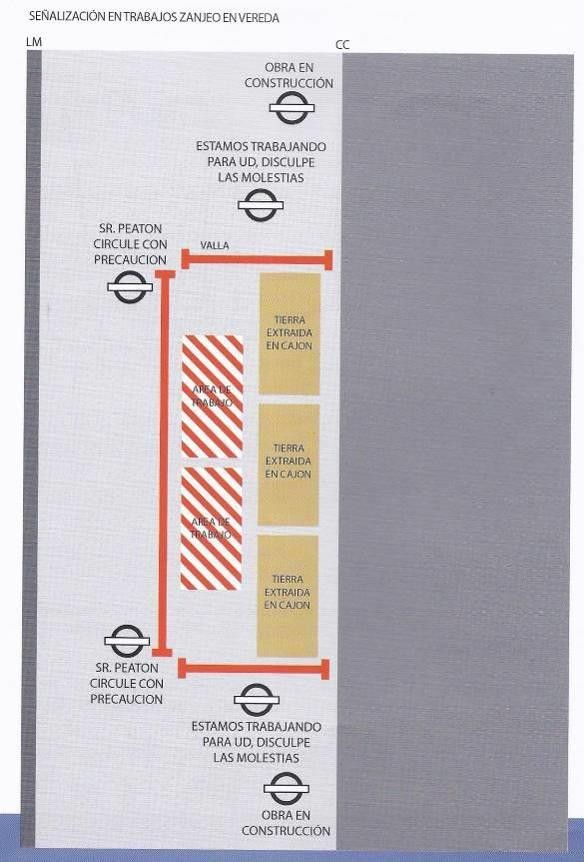 SEÑALIZACIÓN EN TRABAJOS ZANJEO EN VEREDA
LM
CC
OBRA EN
CONSTRUCCIÓN
ESTAMOS TRABAJANDO
PARA UD, DISCULPE
LAS MOLESTIAS
SR. PEATON
CIRCULE CON
PRECAUCION
VALLA
TIERRA
EXTRAIDA
EN CAJON
AREA DE
TRABAJO
TIERRA
EXTRAIDA
EN CAJON
AREA DE
TRABAJO
TIERRA
EXTRAIDA
EN CAJON
SR. PEATON
CIRCULE CON
PRECAUCION
ESTAMOS TRABAJANDO
PARA UD, DISCULPE
LAS MOLESTIAS
OBRA EN
CONSTRUCCIÓN